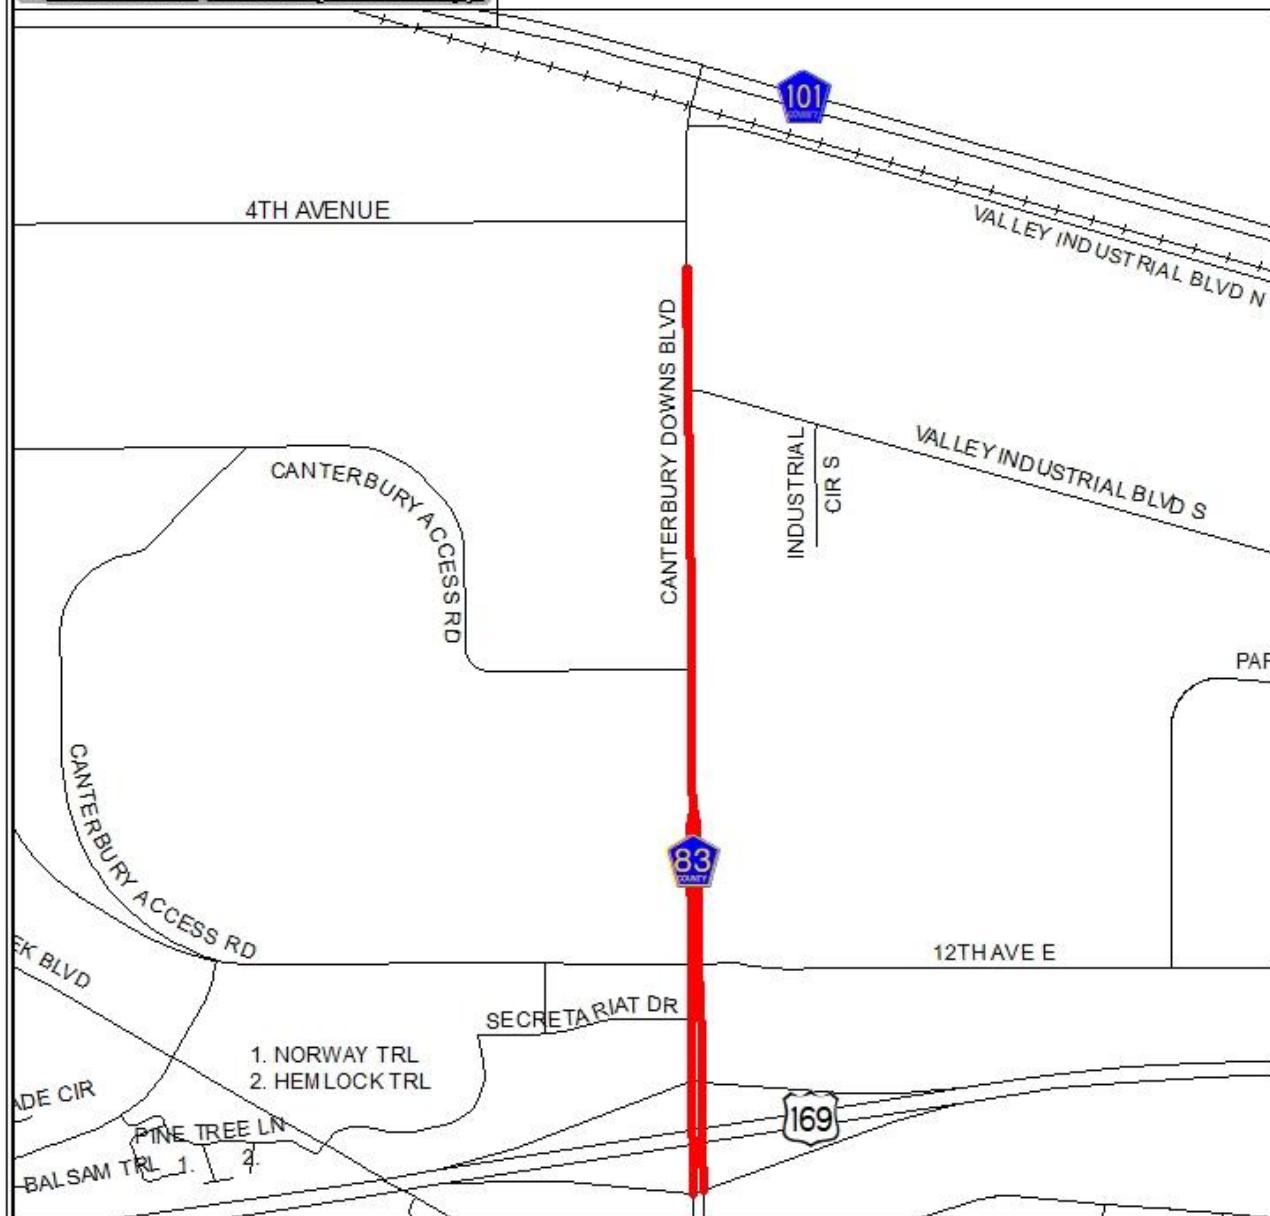 101
COUNTY
4TH AVENUE
VALLEY INDUSTRIAL BLVD N
CANTERBURY DOWNS BLVD
VALLEY INDUSTRIAL BLVD S
INDUSTRIAL
CIR S
CANTERBURY ACCESS RD
83
COUNTY
CANTERBURY ACCESS RD
12TH AVE E
BLVD
SECRETARIAT DR
1. NORWAY TRL
2. HEMLOCK TRL
CIR
169
PINE TREE LN
BALSAM TRL
1.
2.